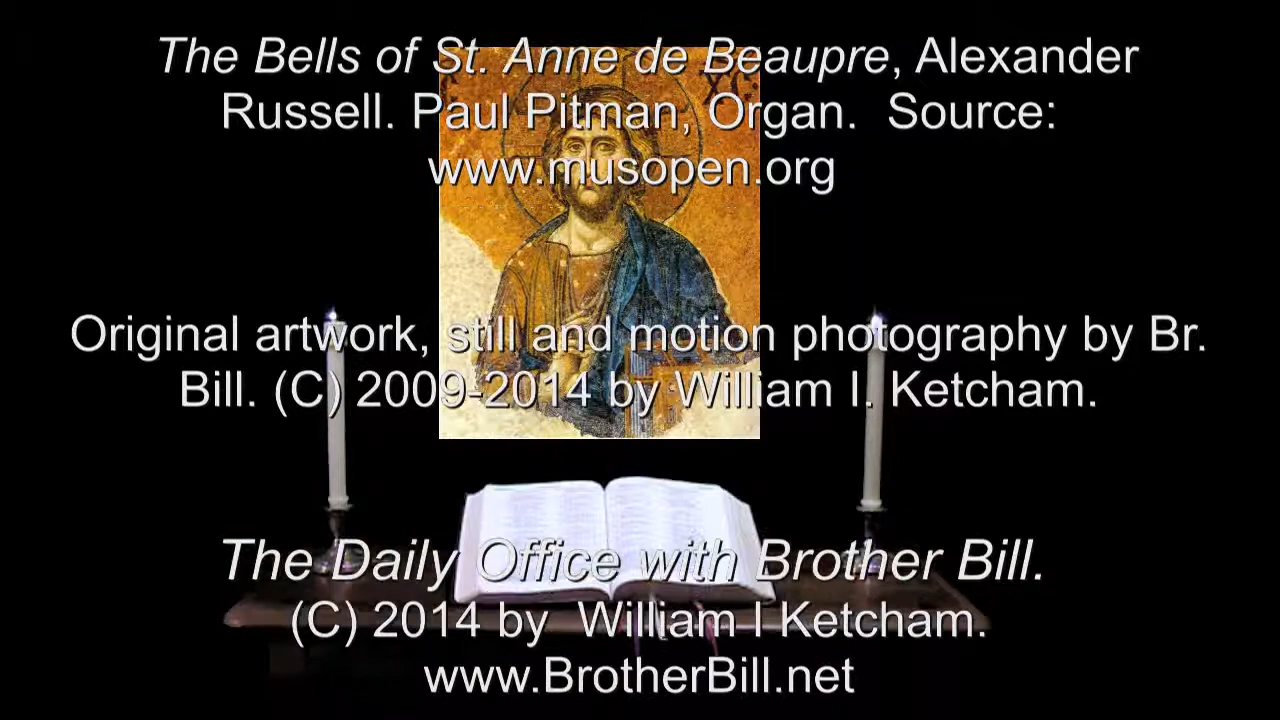 The Bells of St. Anne de Beaupre, Alexander
Russell. Paul Pitman, Organ.  Source:
www.musopen.org
Original artwork, still and motion photography by Br.
Bill. (C) 2009-2014 by William I. Ketcham.
The Daily Office with Brother Bill.
(C) 2014 by  William I Ketcham.
www.BrotherBill.net